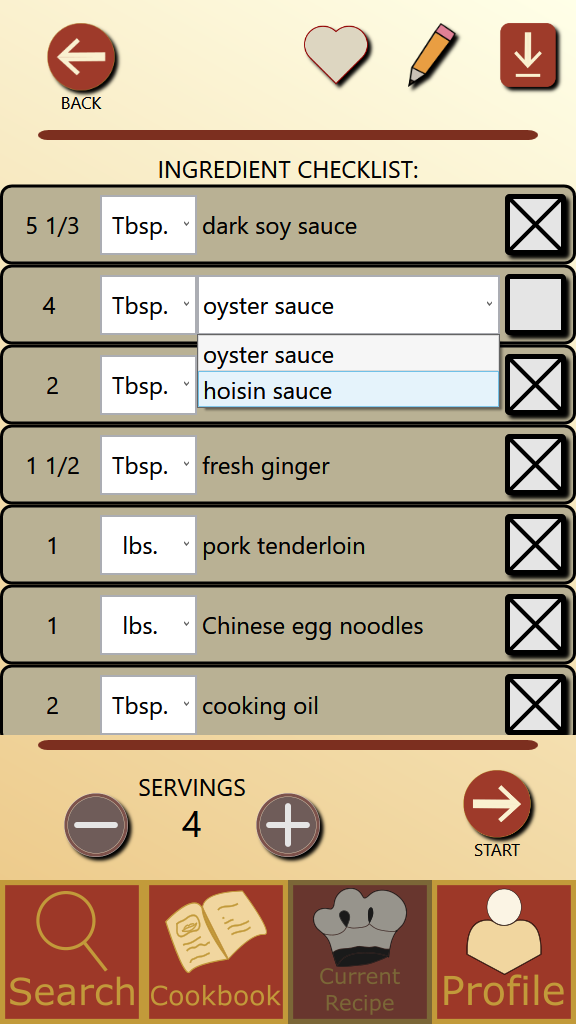 BACK
INGREDIENT CHECKLIST:
5 1/3 Tbsp. dark soy sauce
4 Tbsp. oyster sauce
oyster sauce
2 Tbsp. hoisin sauce
1 1/2 Tbsp. fresh ginger
1 lbs. pork tenderloin
1 lbs. Chinese egg noodles
2 Tbsp. cooking oil
SERVINGS
4
START
Search Cookbook Current Recipe Profile